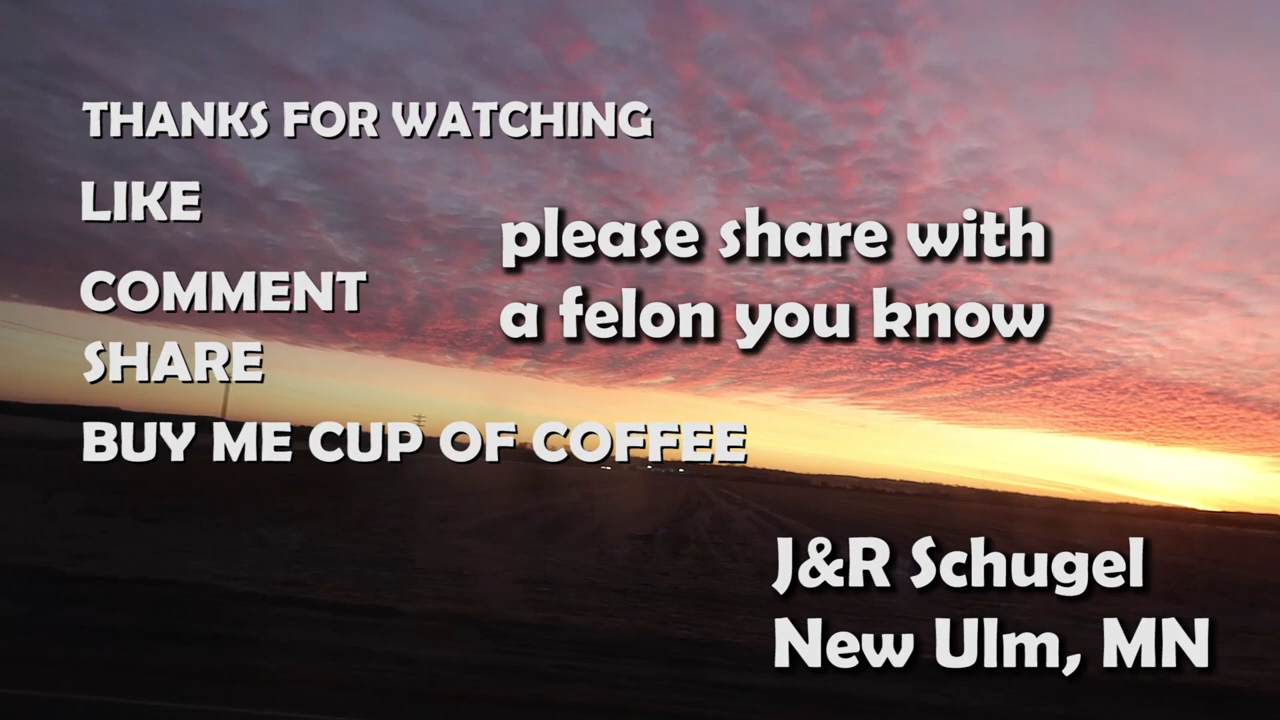 THANKS FOR WATCHING
LIKE
COMMENT
SHARE
BUY ME CUP OF COFFEE
please share with
a felon you know
J&R Schugel
New Ulm, MN